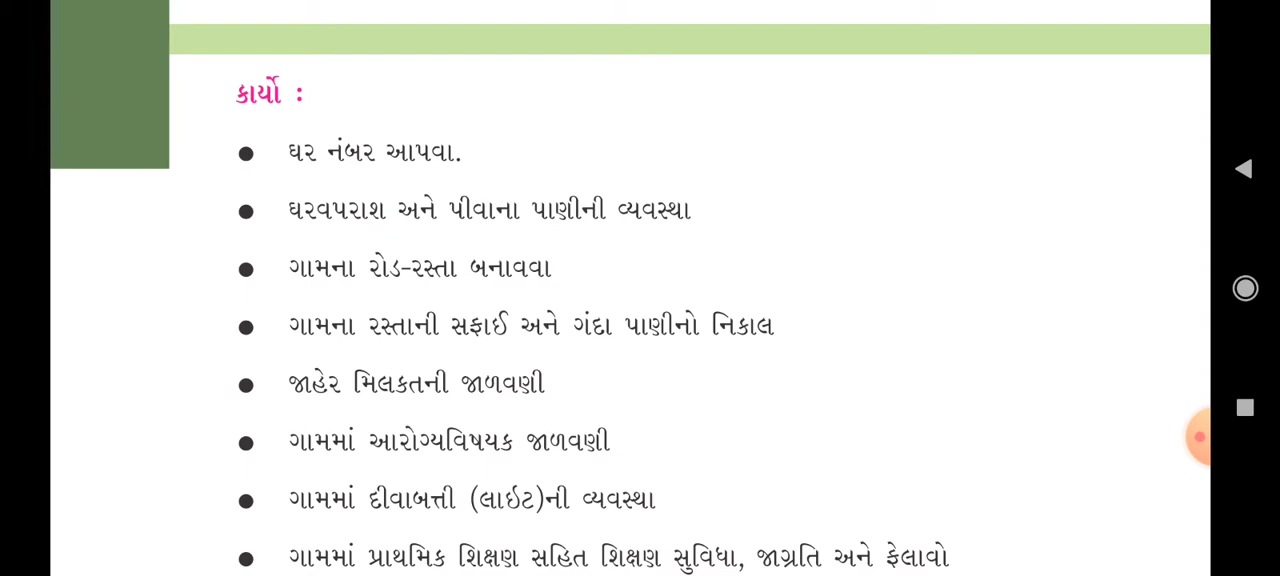 કાર્યો :
● ઘર નંબર આપવા.
● ઘરવપરાશ અને પીવાના પાણીની વ્યવસ્થા
● ગામના રોડ-રસ્તા બનાવવા
● ગામના રસ્તાની સફાઈ અને ગંદા પાણીનો નિકાલ
● જાહેર મિલકતની જાળવણી
● ગામમાં આરોગ્યવિષયક જાળવણી
● ગામમાં દીવાબત્તી (લાઇટ)ની વ્યવસ્થા
● ગામમાં પ્રાથમિક શિક્ષણ સહિત શિક્ષણ સુવિધા, જાગ્રતિ અને ફેલાવો